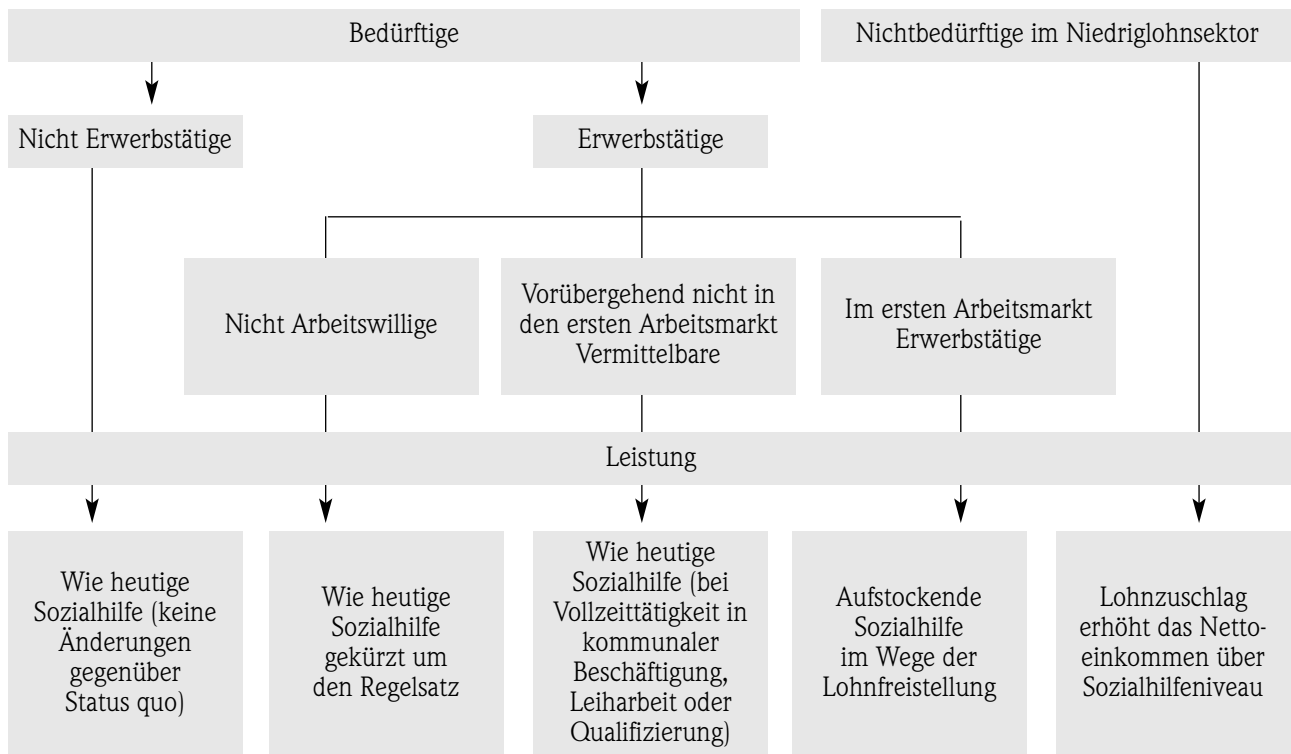 Bedürftige
Nichtbedürftige im Niedriglohnsektor
Nicht Erwerbstätige
Erwerbstätige
Nicht Arbeitswillige
Vorübergehend nicht in
den ersten Arbeitsmarkt
Vermittelbare
Im ersten Arbeitsmarkt
Erwerbstätige
Leistung
Wie heutige
Sozialhilfe (keine
Änderungen
gegenüber
Status quo)
Wie heutige
Sozialhilfe
gekürzt um
den Regelsatz
Wie heutige
Sozialhilfe (bei
Vollzeittätigkeit in
kommunaler
Beschäftigung,
Leiharbeit oder
Qualifizierung)
Aufstockende
Sozialhilfe
im Wege der
Lohnfreistellung
Lohnzuschlag
erhöht das Netto-
einkommen über
Sozialhilfeniveau